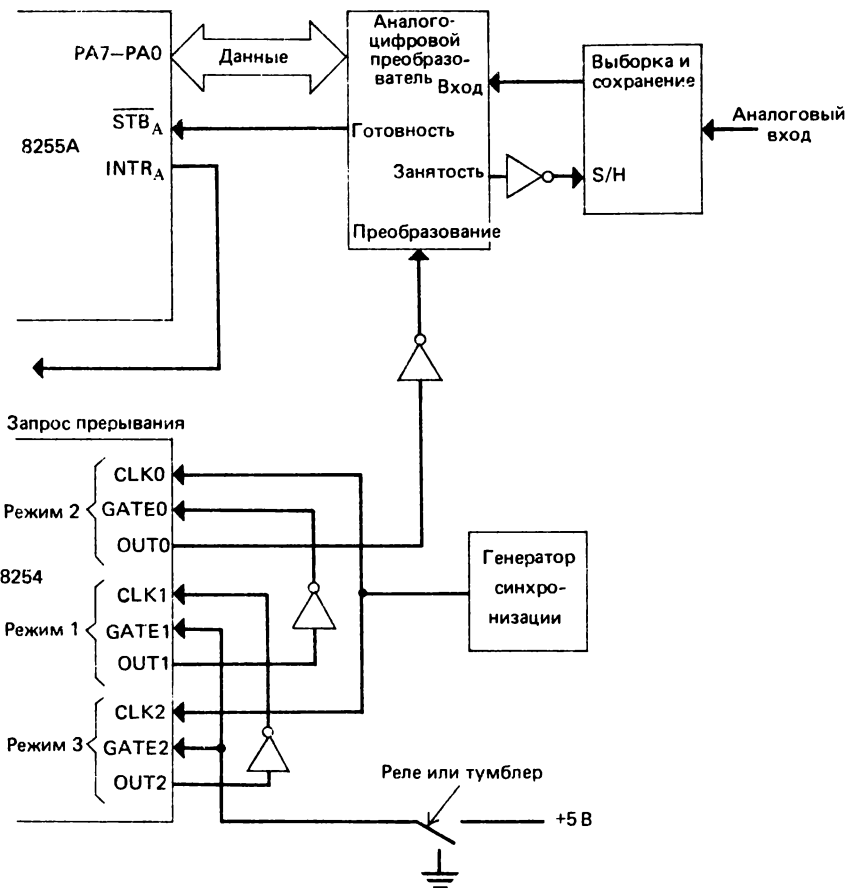 PA7—PA0
Данные
Аналого-
цифровой
преобразо-
ватель
Вход
Выборка и
сохранение
Аналоговый
вход
8255A
STB_A
Готовность
INTR_A
Занятость
S/H
Преобразование
Запрос прерывания
CLK0
Режим 2
GATE0
OUT0
8254
CLK1
Режим 1
GATE1
OUT1
Генератор
синхро-
низации
CLK2
Режим 3
GATE2
OUT2
Реле или тумблер
+5 В